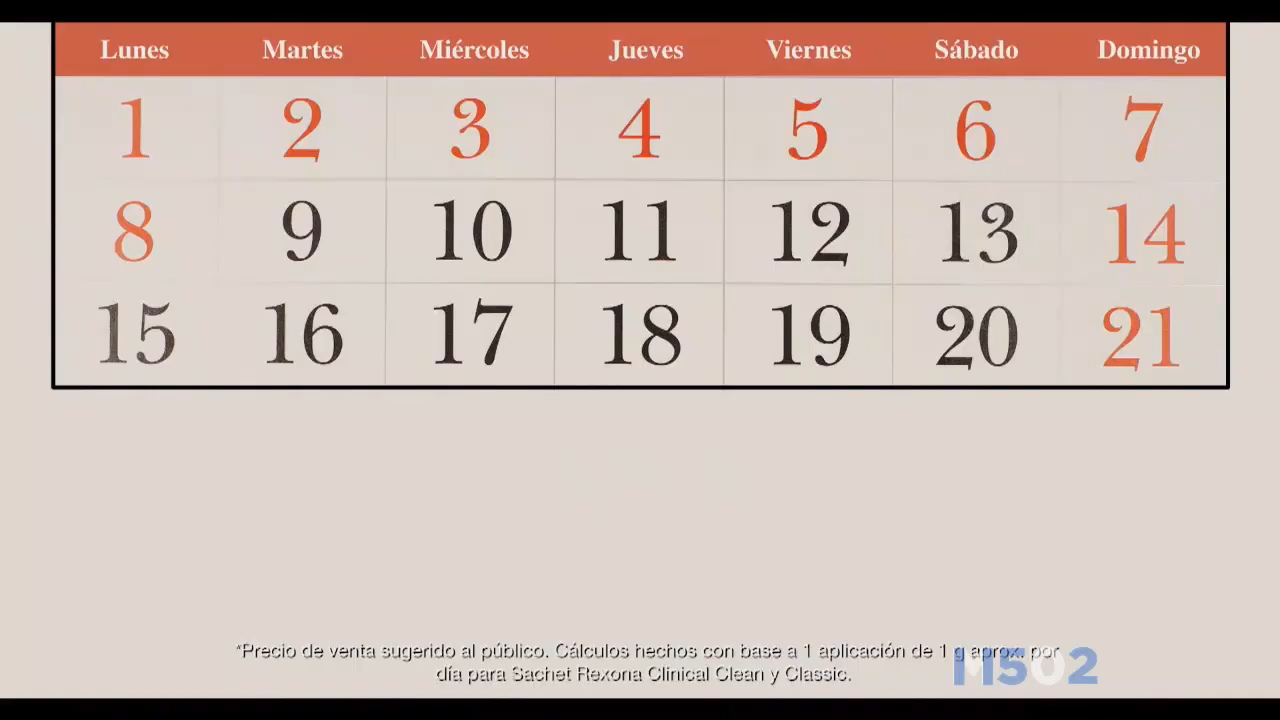 Lunes Martes Miércoles Jueves Viernes Sábado Domingo
1 2 3 4 5 6 7
8 9 10 11 12 13 14
15 16 17 18 19 20 21
*Precio de venta sugerido al público. Cálculos hechos con base a 1 aplicación de 1 g aprox. por
día para Sachet Rexona Clinical Clean y Classic.
M502